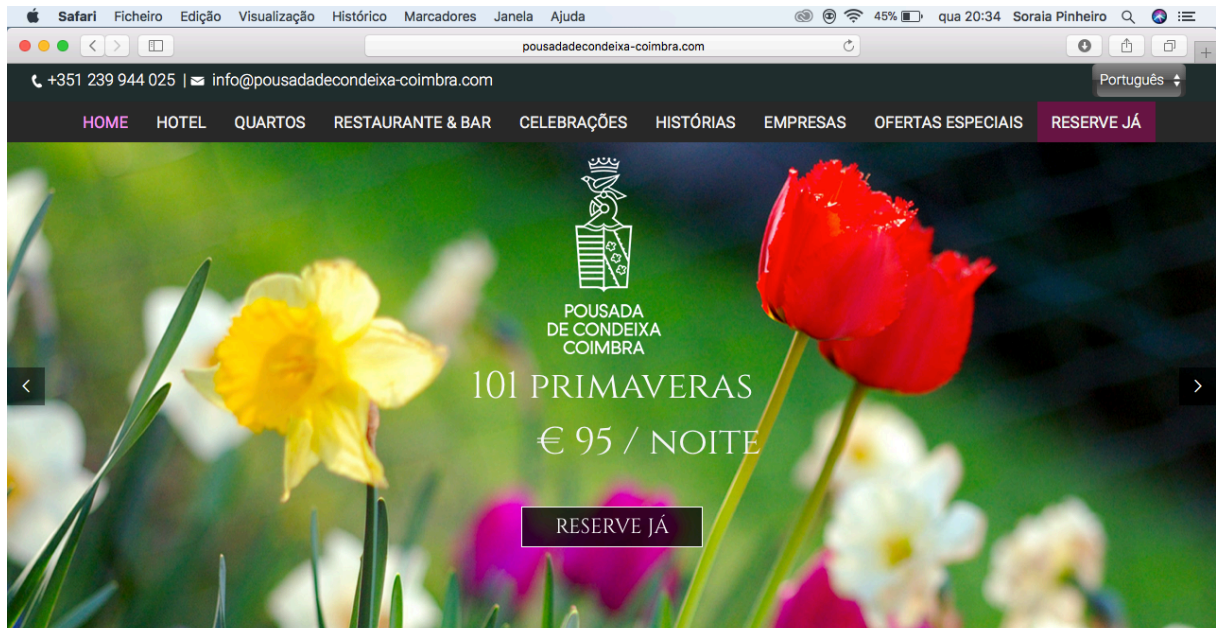 Safari Ficheiro Edição Visualização Histórico Marcadores Janela Ajuda 45% qua 20:34 Soraia Pinheiro
pousadadecondeixa-coimbra.com
+351 239 944 025 | info@pousadadecondeixa-coimbra.com Português
HOME HOTEL QUARTOS RESTAURANTE & BAR CELEBRAÇÕES HISTÓRIAS EMPRESAS OFERTAS ESPECIAIS RESERVE JÁ
POUSADA
DE CONDEIXA
COIMBRA
101 PRIMAVERAS
€ 95 / NOITE
RESERVE JÁ